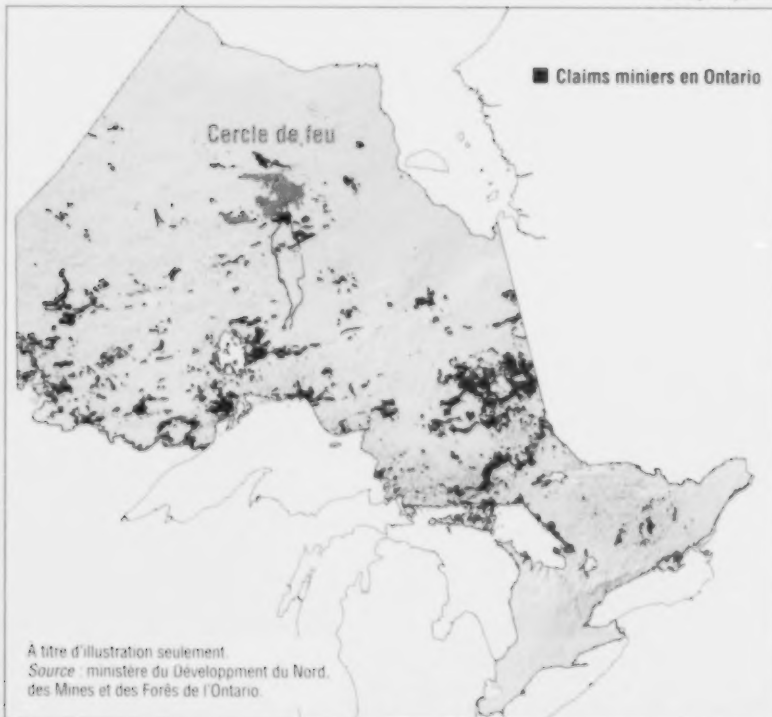 Claims miniers en Ontario
Cercle de feu
À titre d'illustration seulement.
Source : ministère du Développment du Nord,
des Mines et des Forêts de l'Ontario.